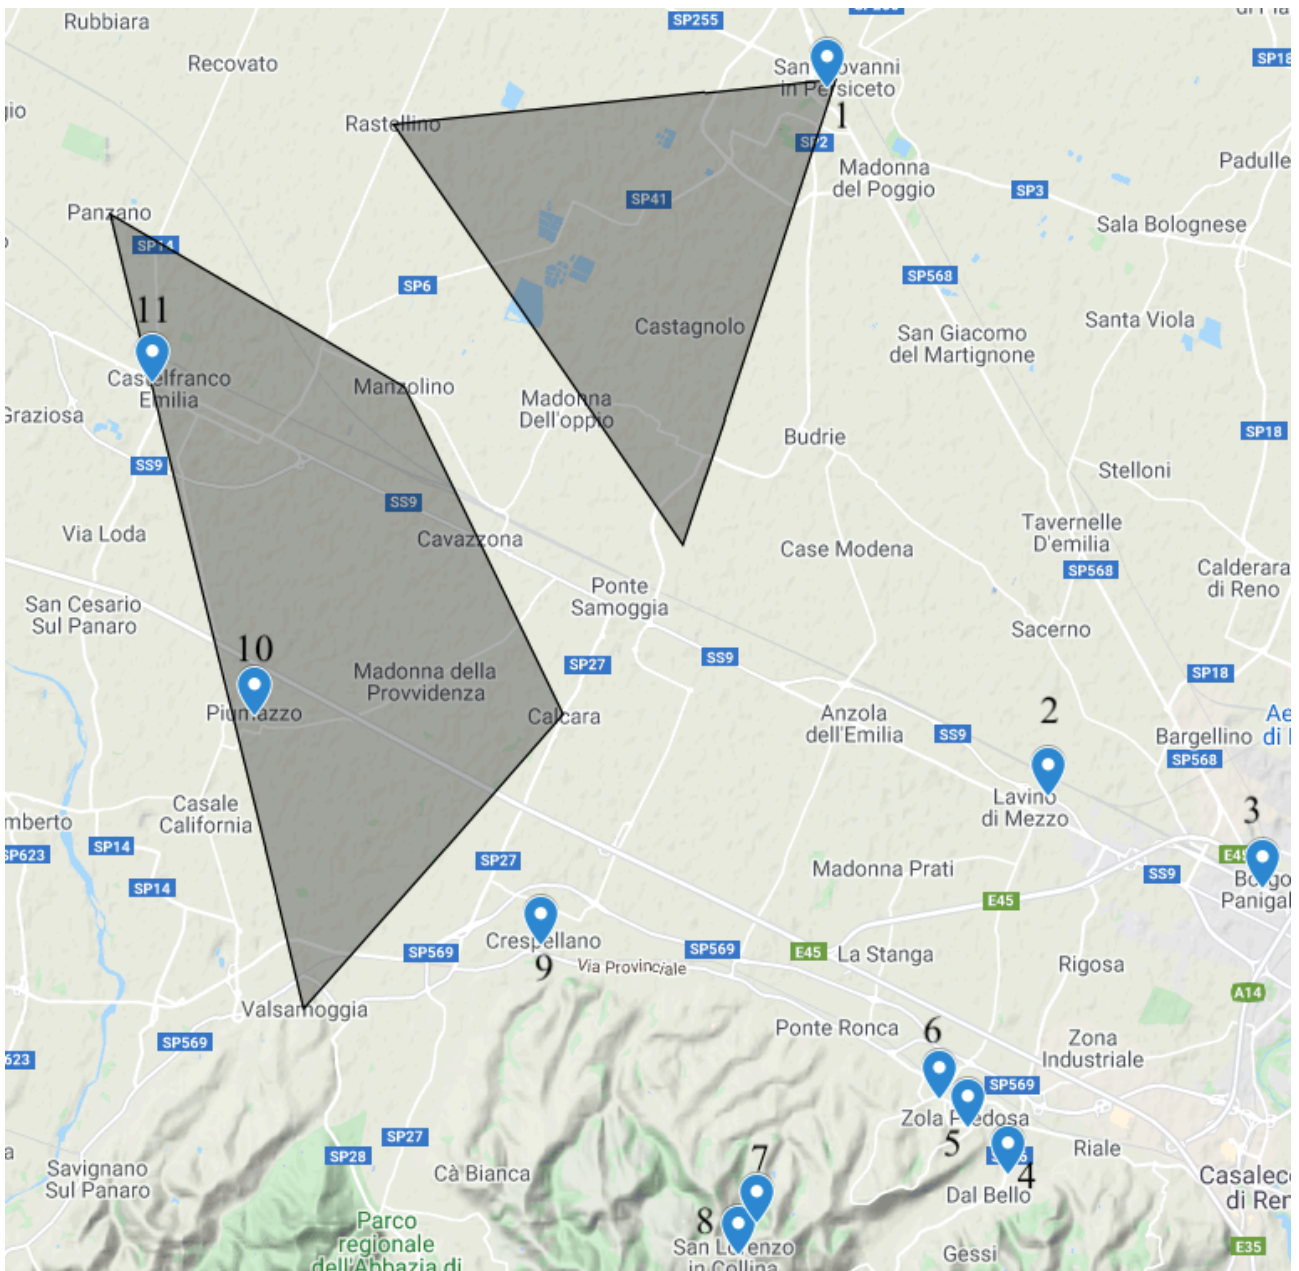 Rubbiara
SP255
San Giovanni
in Persiceto
Recovato
SP18
1
Rastellino
SP2
Madonna
del Poggio
Padulle
SP3
SP41
Panzano
Sala Bolognese
SP14
SP6
SP568
11
Castagnolo
San Giacomo
del Martignone
Santa Viola
Castelfranco
Emilia
Manzolino
Madonna
Dell'oppio
Graziosa
Budrie
SP18
SS9
Stelloni
SS9
Via Loda
Cavazzona
Case Modena
Tavernelle
D'emilia
SP568
Calderara
di Reno
San Cesario
Sul Panaro
Ponte
Samoggia
Sacerno
10
SP27
SS9
SP18
Madonna della
Provvidenza
Piumazzo
Calcara
Anzola
dell'Emilia
2
SS9
Bargellino
SP568
Casale
California
Lavino
di Mezzo
3
SP14
SP623
SP27
E45
Madonna Prati
SS9
SP14
Borgo
E45
Crespellano
9
SP569
SP569
E45
La Stanga
Via Provinciale
Rigosa
A14
Valsamoggia
SP569
Ponte Ronca
6
Zona
Industriale
SP569
Zola Predosa
5
SP27
SP28
Riale
4
Dal Bello
Savignano
Sul Panaro
Cà Bianca
7
8
San Lorenzo
in Collina
Parco
regionale
dell'Abbazia di
Gessi
E35